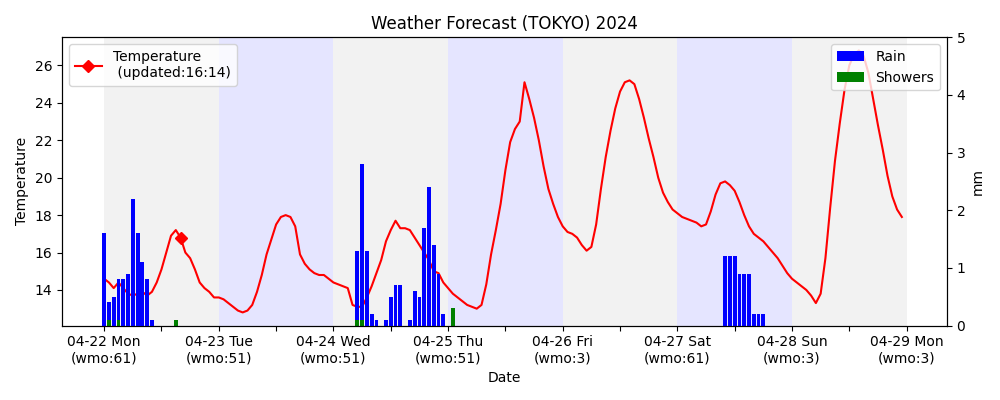 Weather Forecast (TOKYO) 2024
Temperature
(updated:16:14)
Rain
Showers
Temperature
26
24
22
20
18
16
14
5
4
3
2
1
0
mm
04-22 Mon
(wmo:61)
04-23 Tue
(wmo:51)
04-24 Wed
(wmo:51)
04-25 Thu
(wmo:51)
04-26 Fri
(wmo:3)
04-27 Sat
(wmo:61)
04-28 Sun
(wmo:3)
04-29 Mon
(wmo:3)
Date